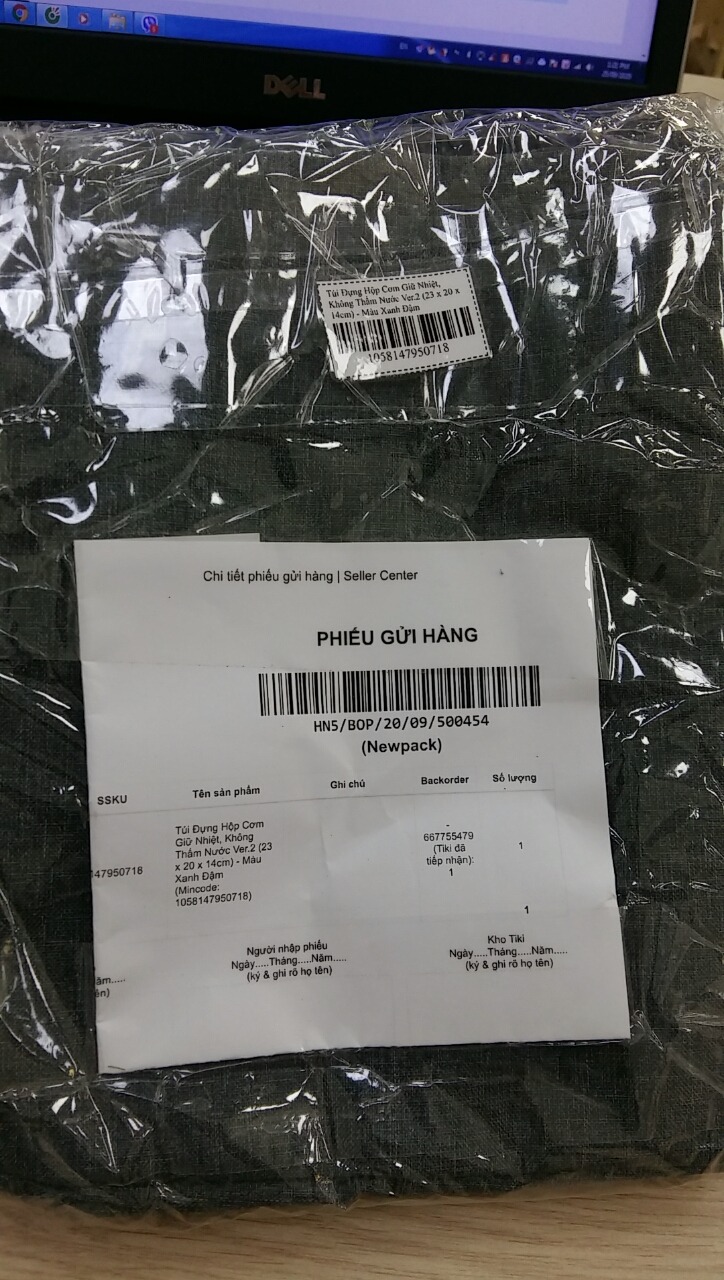 DELL
Túi Đựng Hộp Cơm Giữ Nhiệt,
Không Thấm Nước Ver.2 (23 x 20 x
14cm) - Màu Xanh Đậm
1058147950718
Chi tiết phiếu gửi hàng | Seller Center
PHIẾU GỬI HÀNG
HN5/BOP/20/09/500454
(Newpack)
SSKU
Tên sản phẩm
Ghi chú
Backorder
Số lượng
147950718
Túi Đựng Hộp Cơm
Giữ Nhiệt, Không
Thấm Nước Ver.2 (23
x 20 x 14cm) - Màu
Xanh Đậm
(Mincode:
1058147950718)
-
667755479
(Tiki đã
tiếp nhận):
1
1
1
ăm.....
ên)
Người nhập phiếu
Ngày.....Tháng.....Năm.....
(ký & ghi rõ họ tên)
Kho Tiki
Ngày.....Tháng.....Năm.....
(ký & ghi rõ họ tên)